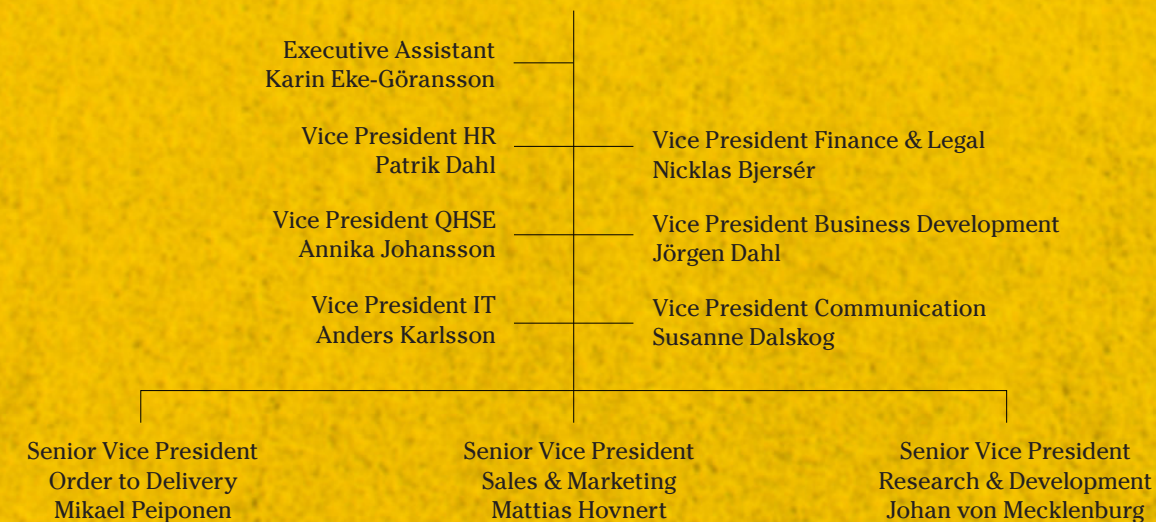 Executive Assistant
Karin Eke-Göransson
Vice President HR
Patrik Dahl
Vice President Finance & Legal
Nicklas Bjersér
Vice President QHSE
Annika Johansson
Vice President Business Development
Jörgen Dahl
Vice President IT
Anders Karlsson
Vice President Communication
Susanne Dalskog
Senior Vice President
Order to Delivery
Mikael Peiponen
Senior Vice President
Sales & Marketing
Mattias Hovnert
Senior Vice President
Research & Development
Johan von Mecklenburg